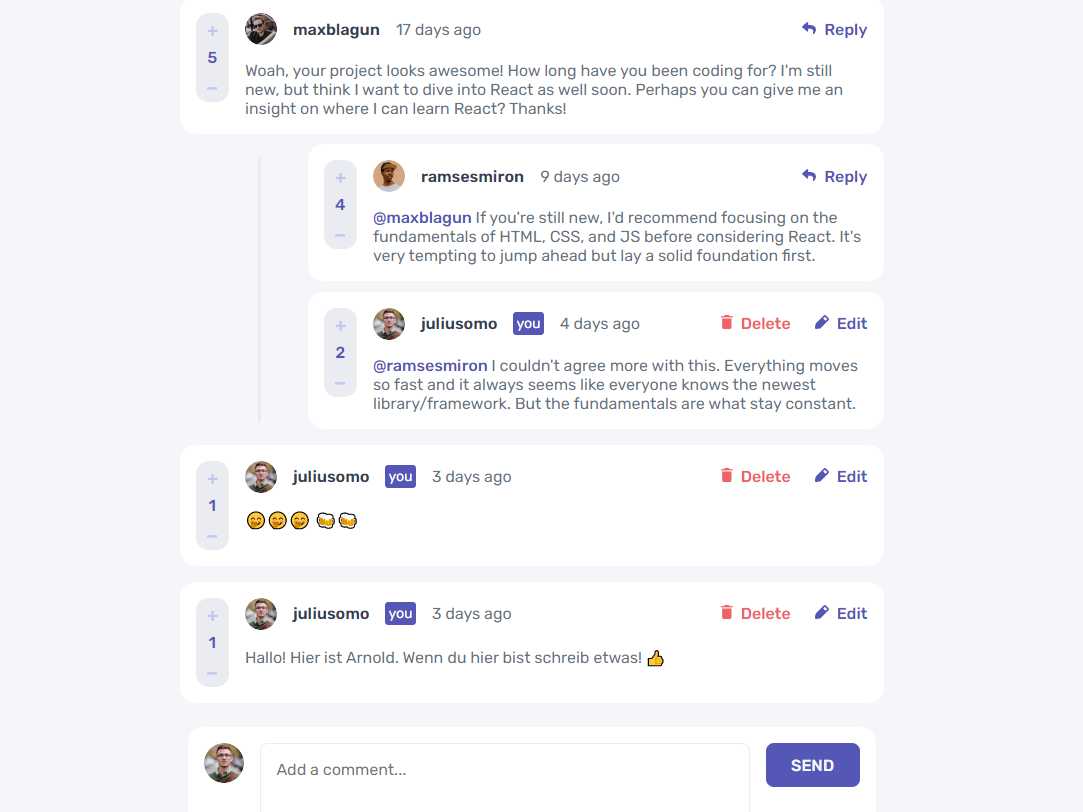 +
maxblagun 17 days ago Reply
5
Woah, your project looks awesome! How long have you been coding for? I'm still
new, but think I want to dive into React as well soon. Perhaps you can give me an
insight on where I can learn React? Thanks!
−
+
ramsesmiron 9 days ago Reply
4
@maxblagun If you're still new, I'd recommend focusing on the
fundamentals of HTML, CSS, and JS before considering React. It's
very tempting to jump ahead but lay a solid foundation first.
−
+
juliusomo you 4 days ago Delete Edit
2
@ramsesmiron I couldn't agree more with this. Everything moves
so fast and it always seems like everyone knows the newest
library/framework. But the fundamentals are what stay constant.
−
+
juliusomo you 3 days ago Delete Edit
1
😋😋😋 🍻🍻
−
+
juliusomo you 3 days ago Delete Edit
1
Hallo! Hier ist Arnold. Wenn du hier bist schreib etwas! 👍
−
Add a comment...
SEND